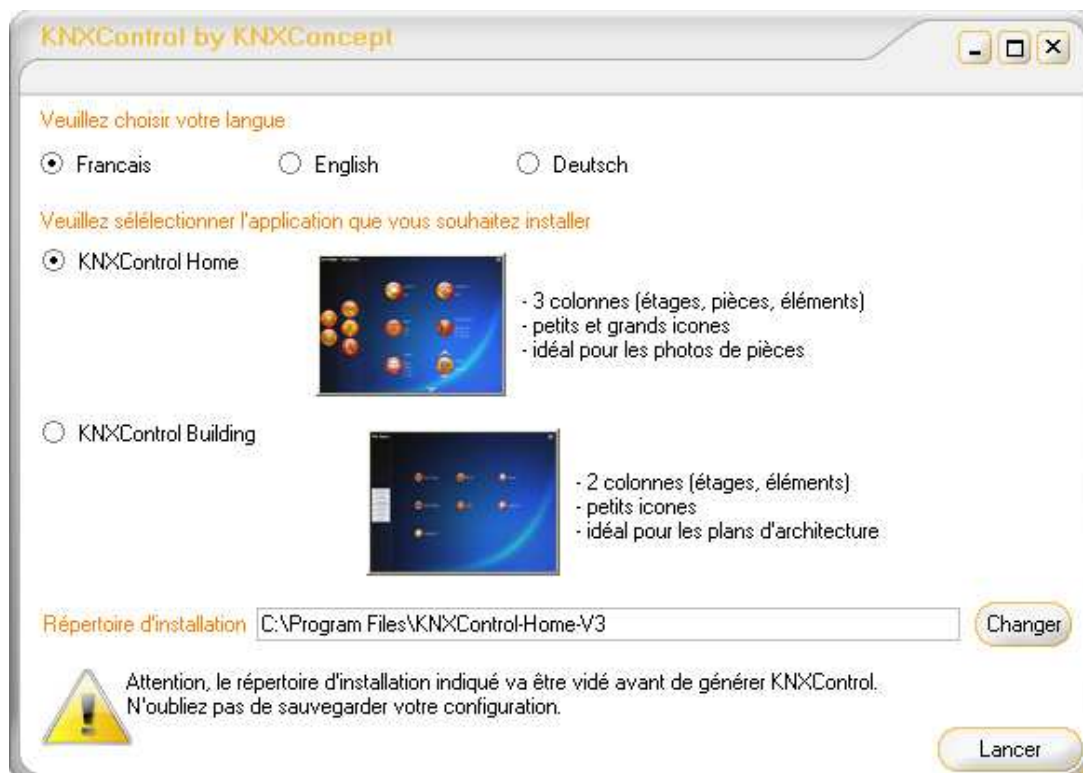 KNXControl by KNXConcept
Veuillez choisir votre langue
Francais English Deutsch
Veuillez sélélectionner l'application que vous souhaitez installer
KNXControl Home
- 3 colonnes (étages, pièces, éléments)
- petits et grands icones
- idéal pour les photos de pièces
KNXControl Building
- 2 colonnes (étages, éléments)
- petits icones
- idéal pour les plans d'architecture
Répertoire d'installation C:\Program Files\KNXControl-Home-V3 Changer
Attention, le répertoire d'installation indiqué va être vidé avant de générer KNXControl.
N'oubliez pas de sauvegarder votre configuration.
Lancer